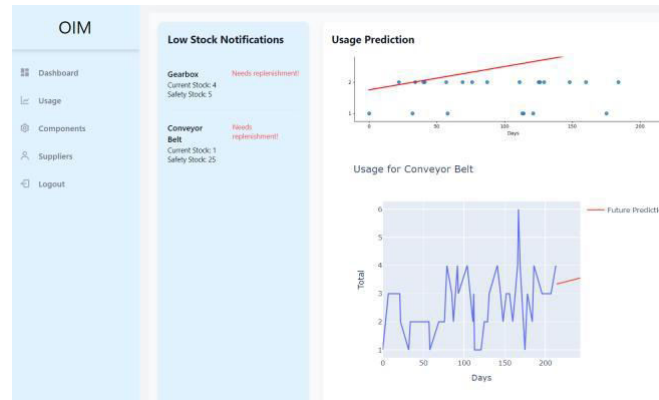 OIM
Dashboard
Usage
Components
Suppliers
Logout
Low Stock Notifications
Gearbox
Needs replenishment!
Current Stock: 4
Safety Stock: 5
Conveyor
Belt
Needs
replenishment!
Current Stock: 1
Safety Stock: 25
Usage Prediction
2
1
0
50
100
150
200
Days
Usage for Conveyor Belt
6
5
4
3
2
1
Total
0
50
100
150
200
Days
Future Predicti